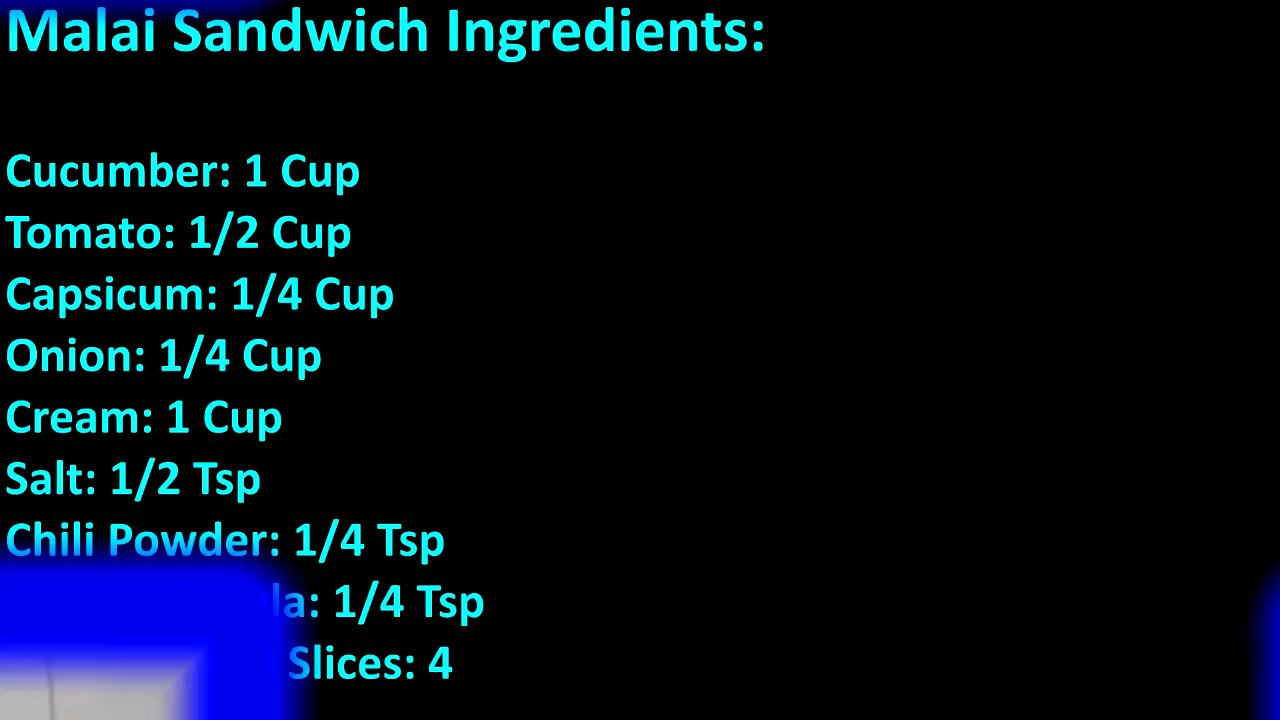 Malai Sandwich Ingredients:
Cucumber: 1 Cup
Tomato: 1/2 Cup
Capsicum: 1/4 Cup
Onion: 1/4 Cup
Cream: 1 Cup
Salt: 1/2 Tsp
Chili Powder: 1/4 Tsp
1/4 Tsp
Slices: 4